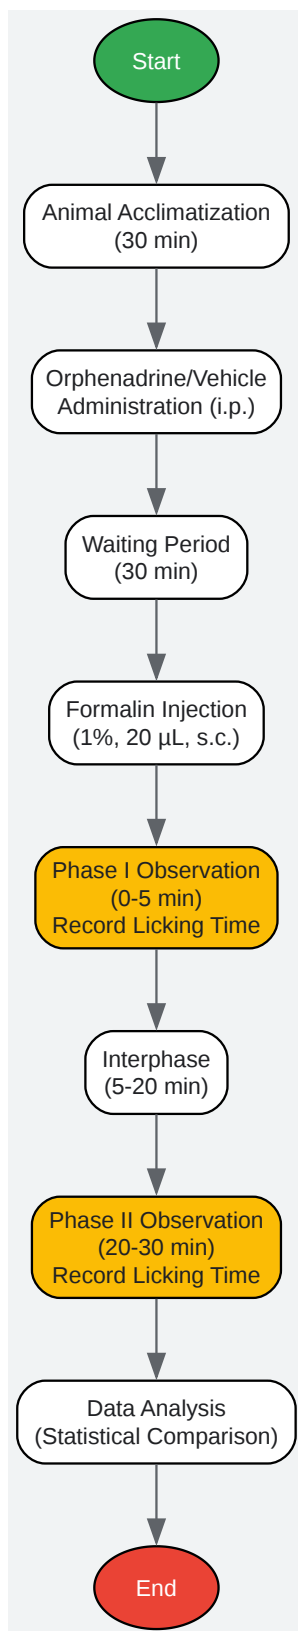 Start
Animal Acclimatization
(30 min)
Orphenadrine/Vehicle
Administration (i.p.)
Waiting Period
(30 min)
Formalin Injection
(1%, 20 µL, s.c.)
Phase I Observation
(0-5 min)
Record Licking Time
Interphase
(5-20 min)
Phase II Observation
(20-30 min)
Record Licking Time
Data Analysis
(Statistical Comparison)
End